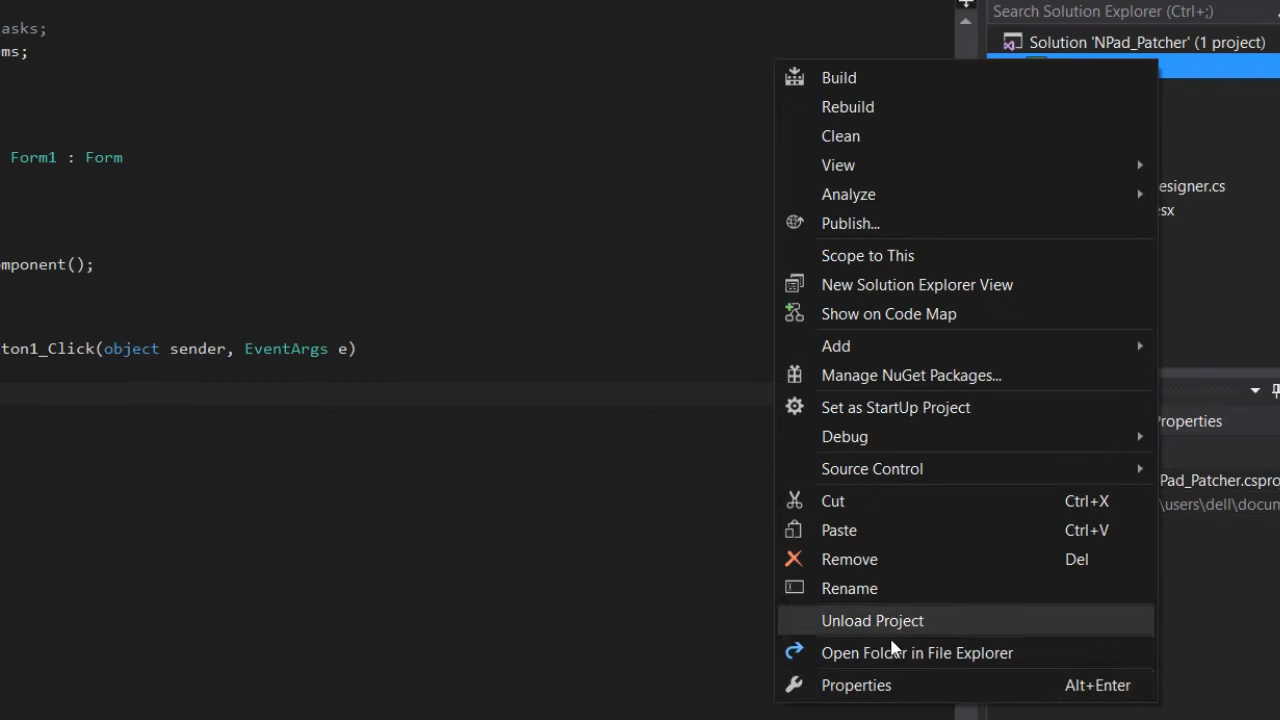 asks;
ms;
Form1 : Form
mponent();
ton1_Click(object sender, EventArgs e)
Search Solution Explorer (Ctrl+;)
Solution 'NPad_Patcher' (1 project)
Build
Rebuild
Clean
View
Analyze
Publish...
Scope to This
New Solution Explorer View
Show on Code Map
Add
Manage NuGet Packages...
Set as StartUp Project
Debug
Source Control
Cut Ctrl+X
Paste Ctrl+V
Remove Del
Rename
Unload Project
Open Folder in File Explorer
Properties Alt+Enter
esigner.cs
esx
Properties
Pad_Patcher.cspro
\users\dell\docum